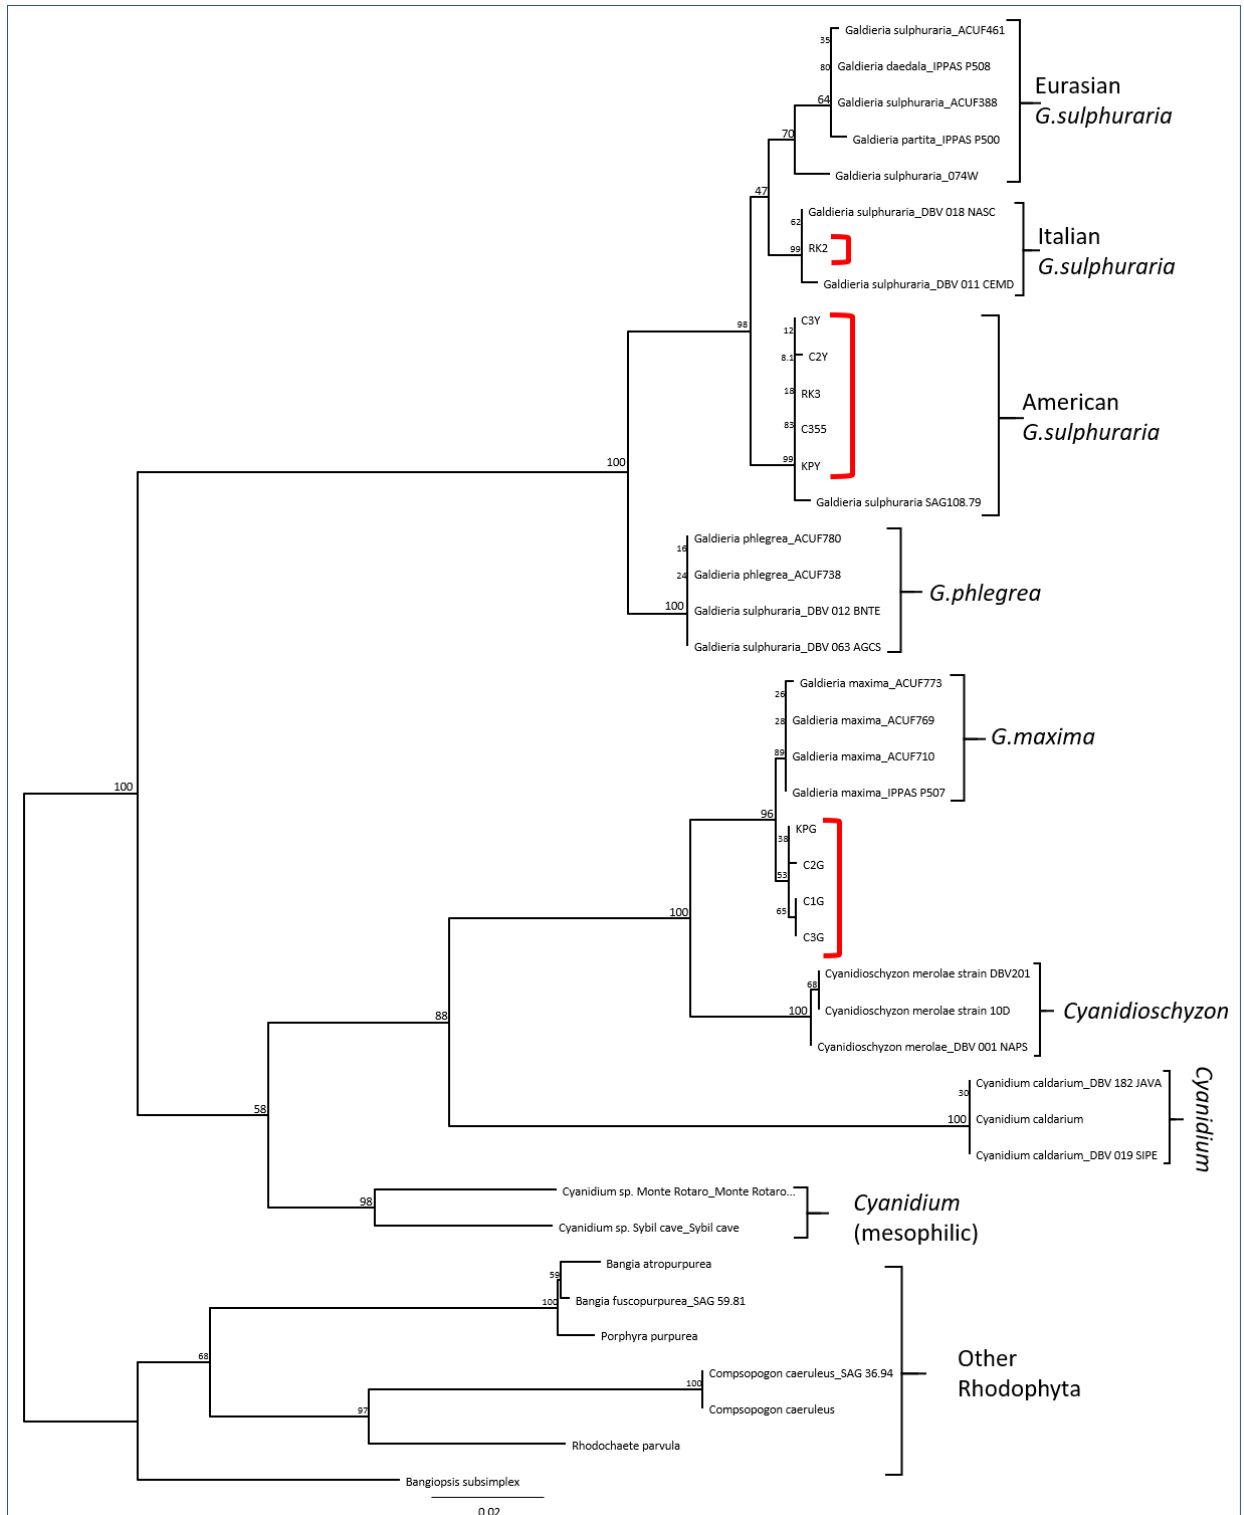 Galdieria sulphuraria_ACUF461
35
Galdieria daedala_IPPAS P508
80
Eurasian
G.sulphuraria
Galdieria sulphuraria_ACUF388
64
Galdieria partita_IPPAS P500
70
Galdieria sulphuraria_074W
47
Galdieria sulphuraria_DBV 018 NASC
62
Italian
G.sulphuraria
RK2
99
Galdieria sulphuraria_DBV 011 CEMD
98
C3Y
12
C2Y
8.1
RK3
18
American
G.sulphuraria
C355
83
KPY
99
Galdieria sulphuraria SAG108.79
100
Galdieria phlegrea_ACUF780
16
Galdieria phlegrea_ACUF738
24
G.phlegrea
Galdieria sulphuraria_DBV 012 BNTE
100
Galdieria sulphuraria_DBV 063 AGCS
Galdieria maxima_ACUF773
26
Galdieria maxima_ACUF769
28
G.maxima
Galdieria maxima_ACUF710
89
Galdieria maxima_IPPAS P507
100
96
KPG
38
C2G
53
C1G
65
100
C3G
Cyanidioschyzon merolae strain DBV201
68
Cyanidioschyzon merolae strain 10D
100
Cyanidioschyzon
Cyanidioschyzon merolae_DBV 001 NAPS
88
Cyanidium caldarium_DBV 182 JAVA
30
Cyanidium caldarium
100
Cyanidium
Cyanidium caldarium_DBV 019 SIPE
58
Cyanidium sp. Monte Rotaro_Monte Rotaro...
98
Cyanidium
(mesophilic)
Cyanidium sp. Sybil cave_Sybil cave
Bangia atropurpurea
59
Bangia fuscopurpurea_SAG 59.81
100
Porphyra purpurea
68
Other
Rhodophyta
Compsopogon caeruleus_SAG 36.94
100
Compsopogon caeruleus
97
Rhodochaete parvula
Bangiopsis subsimplex
0.02